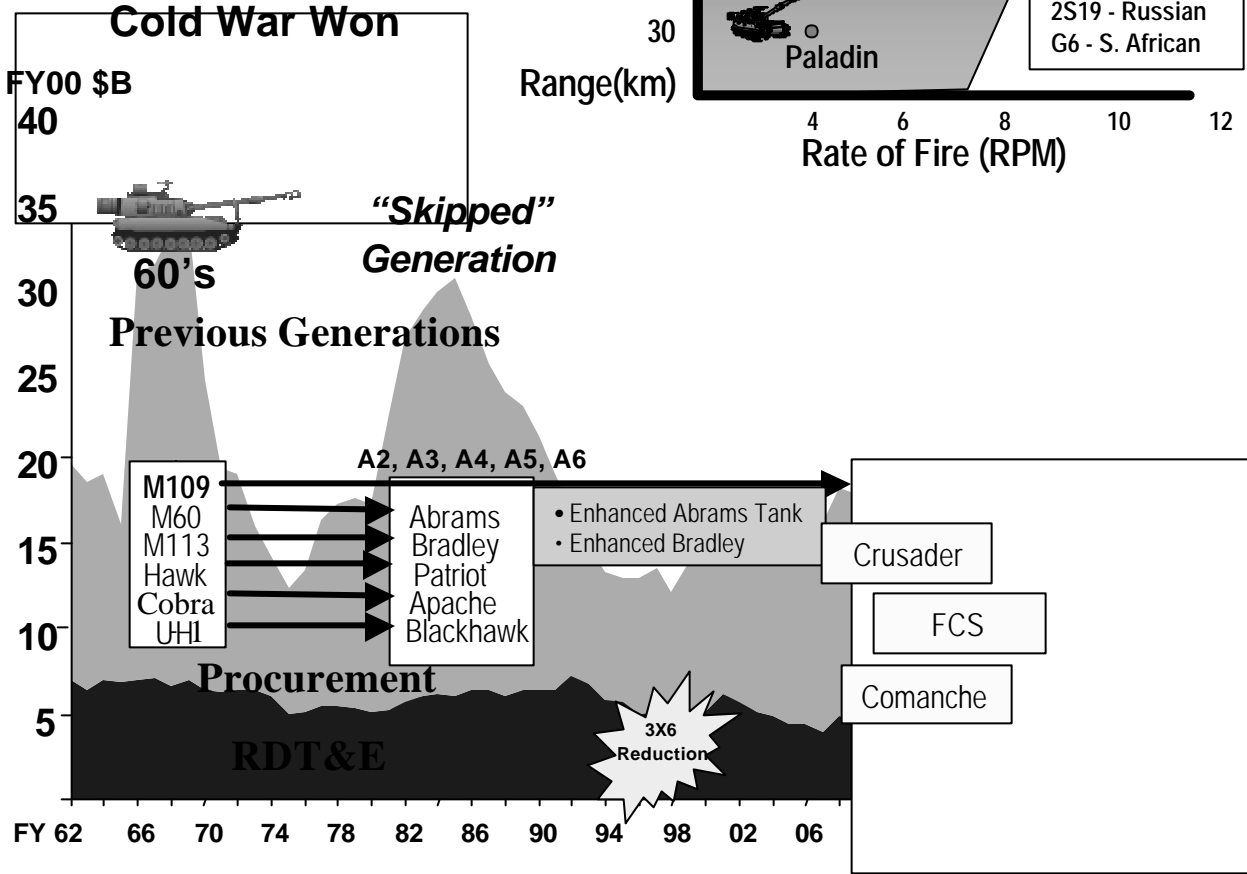 Cold War Won
2S19 - Russian
G6 - S. African
30
Paladin
Range(km)
4 6 8 10 12
Rate of Fire (RPM)
FY00 $B
40
35
"Skipped"
Generation
60's
30
Previous Generations
25
20
A2, A3, A4, A5, A6
M109
M60
M113
Hawk
Cobra
UH1
Abrams
Bradley
Patriot
Apache
Blackhawk
• Enhanced Abrams Tank
• Enhanced Bradley
Crusader
FCS
Comanche
15
10
Procurement
5
3X6
Reduction
RDT&E
FY 62 66 70 74 78 82 86 90 94 98 02 06